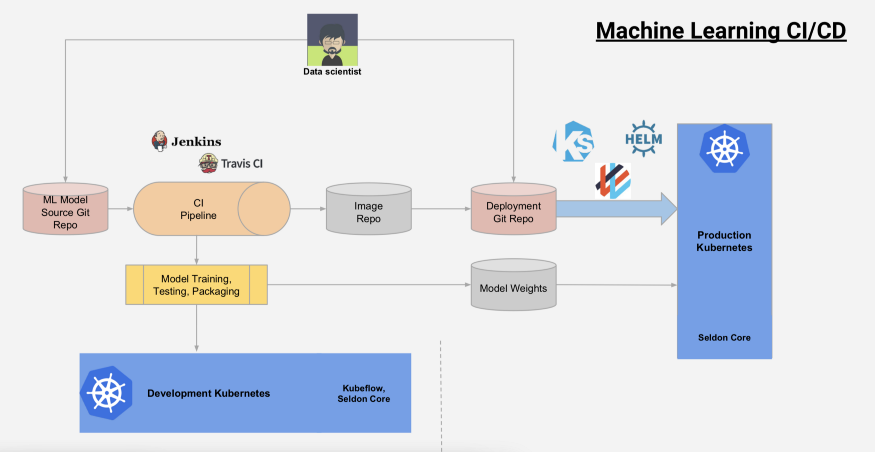 Machine Learning CI/CD
Data scientist
Jenkins
Travis CI
KS
HELM
ML Model
Source Git
Repo
CI
Pipeline
Image
Repo
Deployment
Git Repo
Production
Kubernetes
Model Training,
Testing, Packaging
Model Weights
Seldon Core
Development Kubernetes
Kubeflow,
Seldon Core